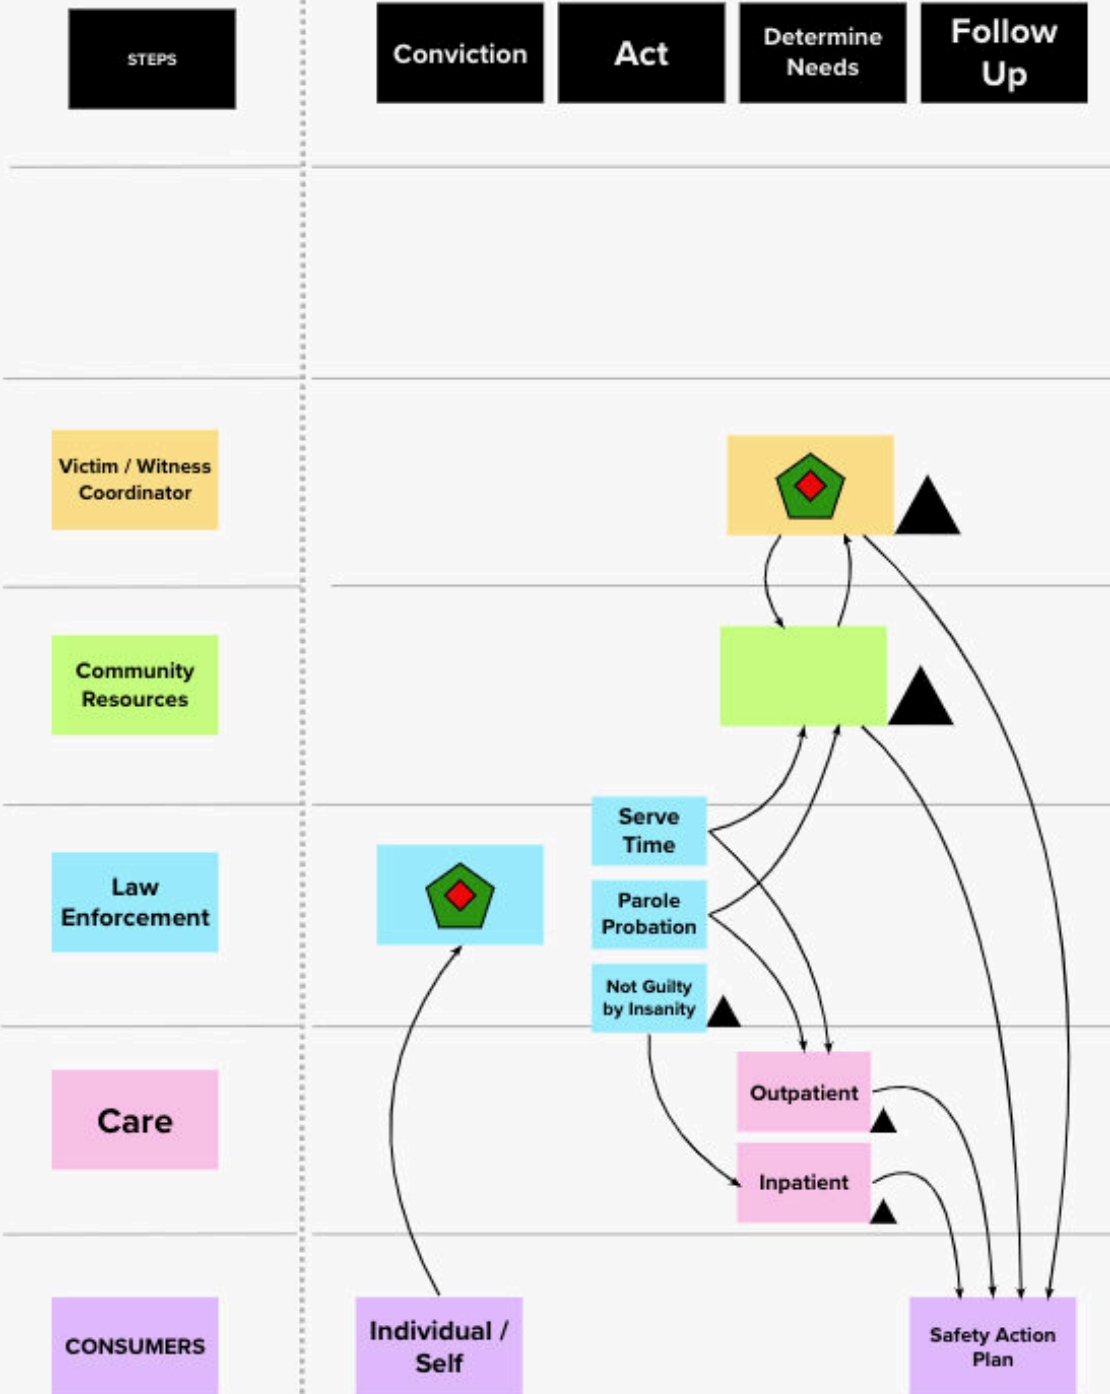 STEPS
Conviction
Act
Determine
Needs
Follow
Up
Victim / Witness
Coordinator
Community
Resources
Law
Enforcement
Serve
Time
Parole
Probation
Not Guilty
by Insanity
Care
Outpatient
Inpatient
CONSUMERS
Individual /
Self
Safety Action
Plan